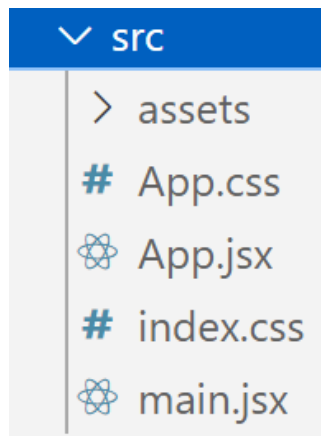 src
assets
# App.css
App.jsx
# index.css
main.jsx